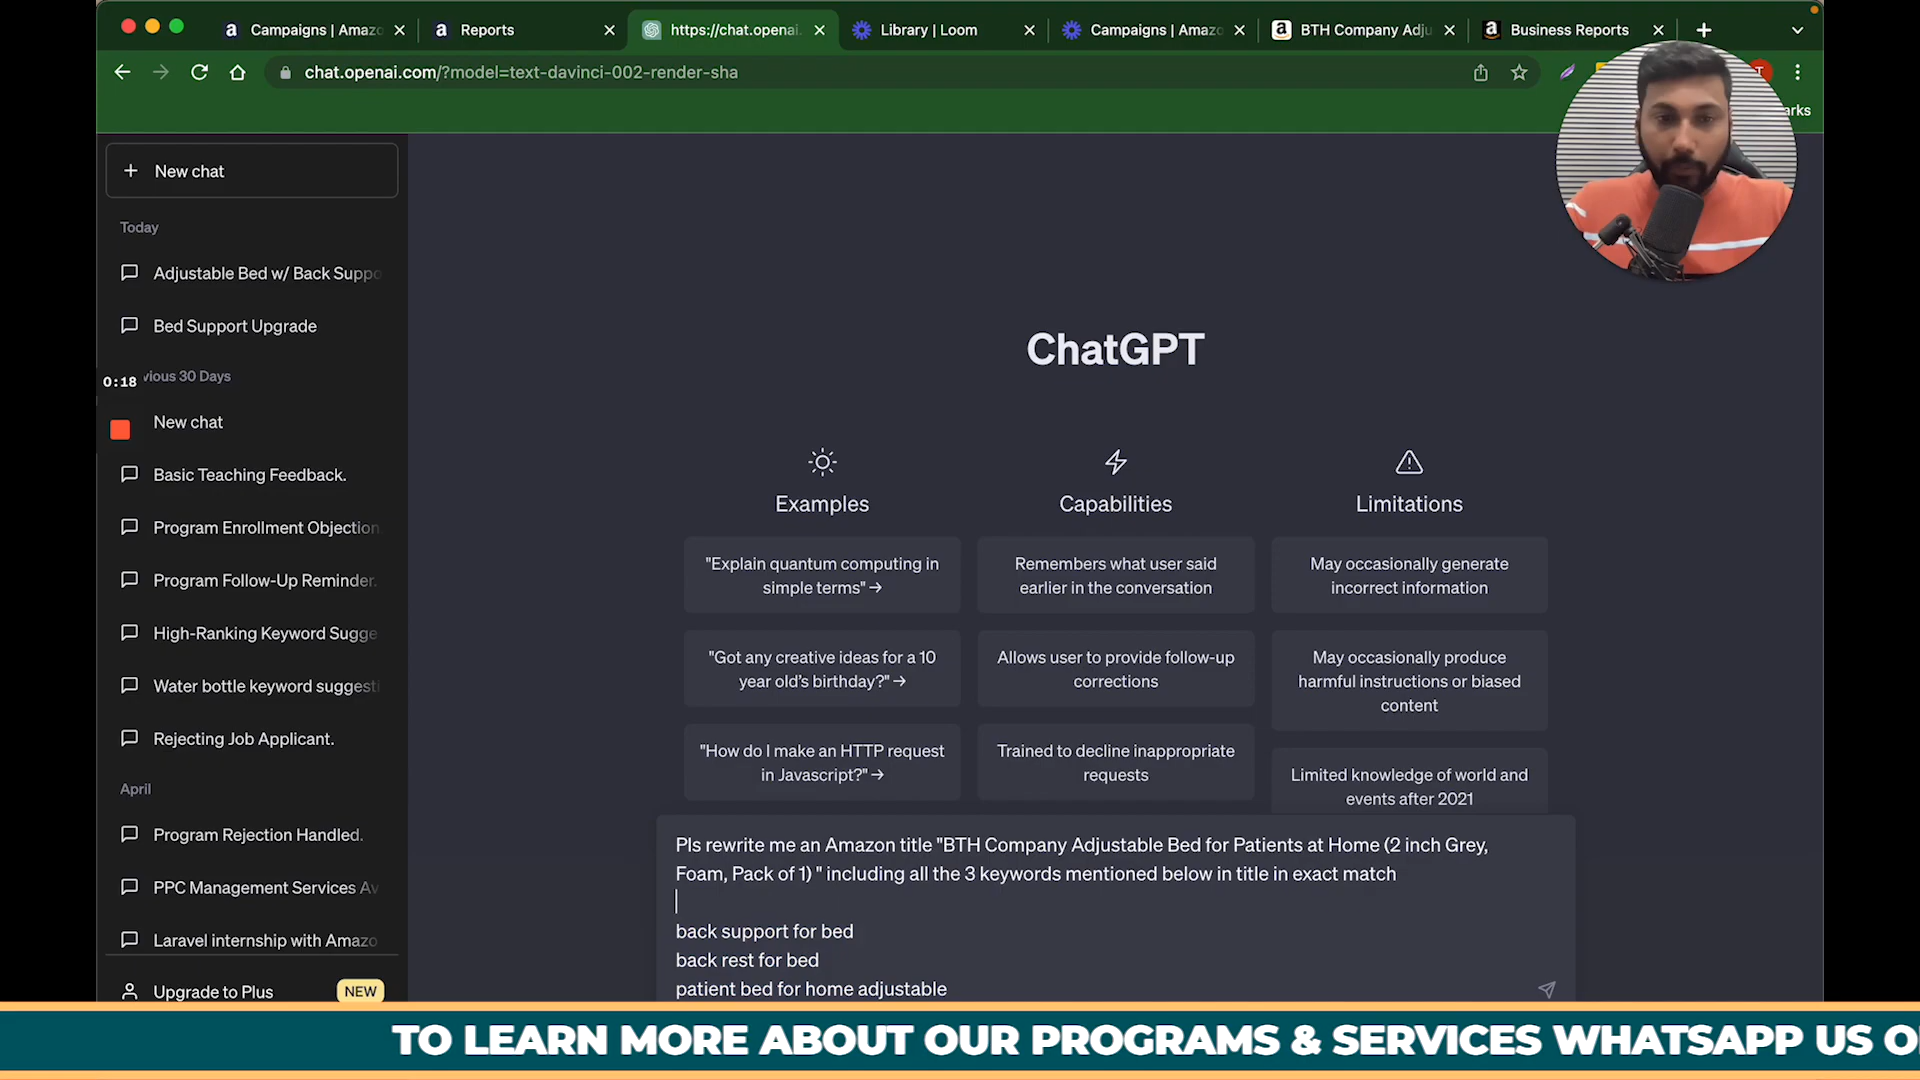 Campaigns | Amazo
Reports
https://chat.openai.
Library | Loom
Campaigns | Amazo
BTH Company Adju
Business Reports
chat.openai.com/?model=text-davinci-002-render-sha
arks
New chat
Today
Adjustable Bed w/ Back Suppo
Bed Support Upgrade
0:18
vious 30 Days
New chat
Basic Teaching Feedback.
Program Enrollment Objection
Program Follow-Up Reminder.
High-Ranking Keyword Sugge
Water bottle keyword suggesti
Rejecting Job Applicant.
April
Program Rejection Handled.
PPC Management Services Av
Laravel internship with Amazo
Upgrade to Plus
NEW
ChatGPT
Examples
Capabilities
Limitations
"Explain quantum computing in
simple terms" →
Remembers what user said
earlier in the conversation
May occasionally generate
incorrect information
"Got any creative ideas for a 10
year old's birthday?" →
Allows user to provide follow-up
corrections
May occasionally produce
harmful instructions or biased
content
"How do I make an HTTP request
in Javascript?" →
Trained to decline inappropriate
requests
Limited knowledge of world and
events after 2021
Pls rewrite me an Amazon title "BTH Company Adjustable Bed for Patients at Home (2 inch Grey,
Foam, Pack of 1) " including all the 3 keywords mentioned below in title in exact match
back support for bed
back rest for bed
patient bed for home adjustable
TO LEARN MORE ABOUT OUR PROGRAMS & SERVICES WHATSAPP US O